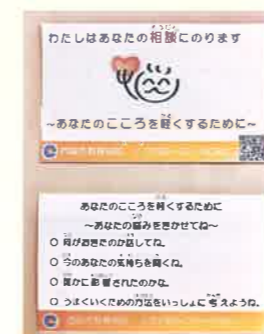 わたしはあなたの相談にのります
~あなたのこころを軽くするために~
あなたのこころを軽くするために
~あなたの悩みをきかせてね~
○ 何がおきたのか話してね。
○ 今のあなたの気持ちを聞くね。
○ 誰かに影響されたのかな。
○ うまくいくための方法をいっしょに考えようね。